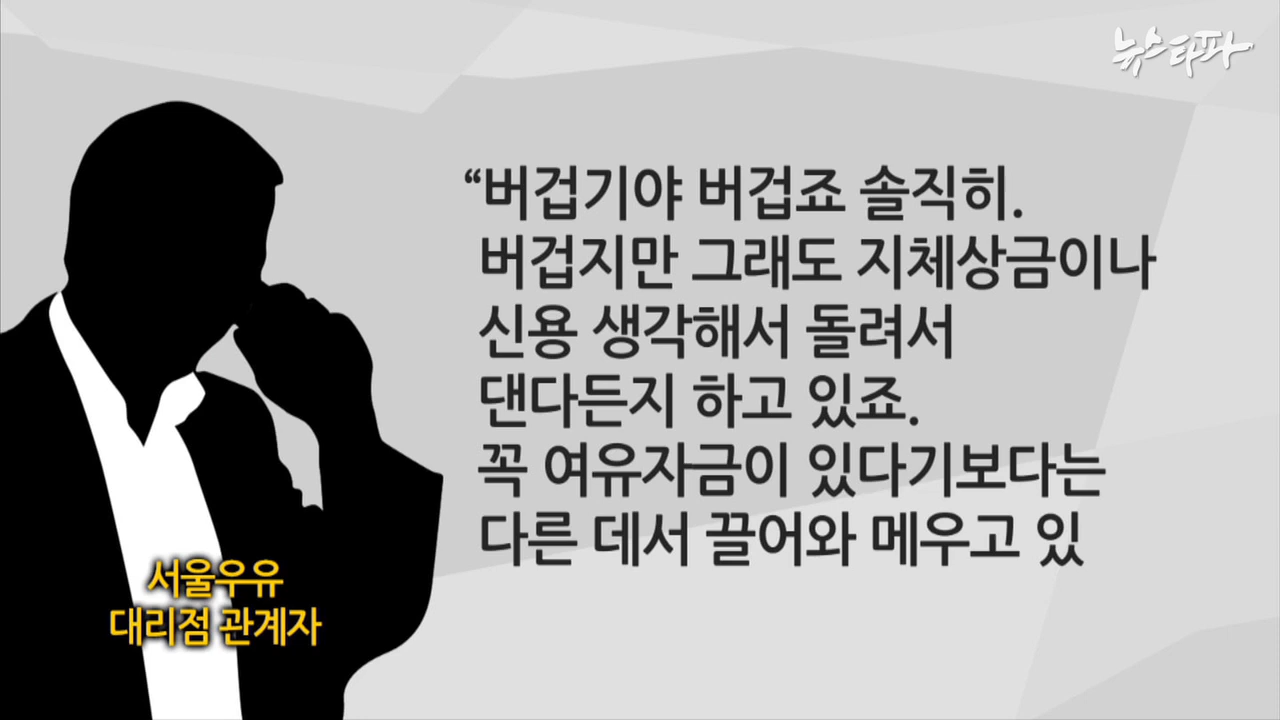 뉴스타파
“버겁기야 버겁죠 솔직히.
버겁지만 그래도 지체상금이나
신용 생각해서 돌려서
댄다든지 하고 있죠.
꼭 여유자금이 있다기보다는
다른 데서 끌어와 메우고 있
서울우유
대리점 관계자